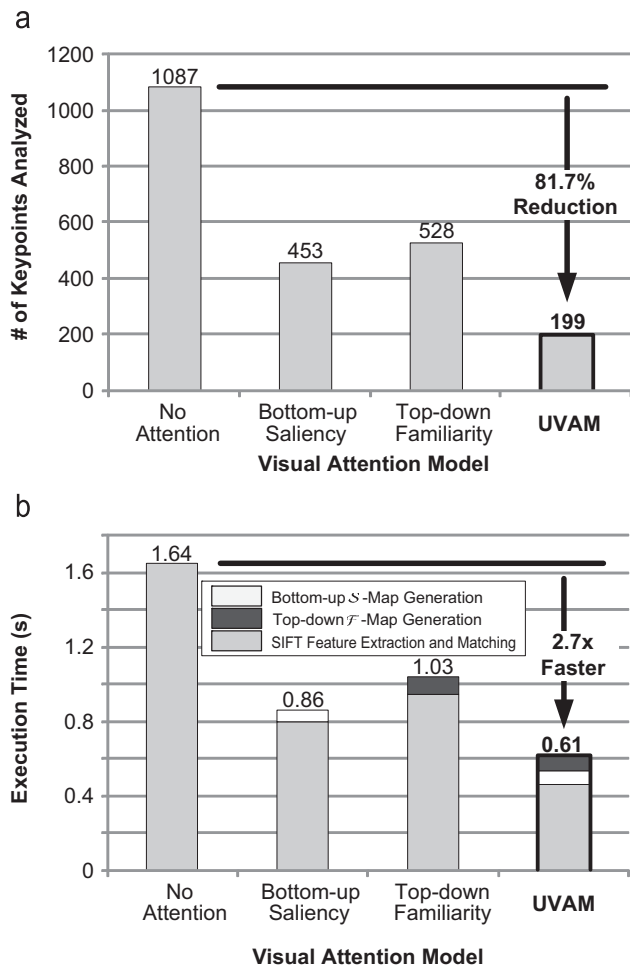 a
# of Keypoints Analyzed
1200
1000
800
600
400
200
0
1087
453
528
199
81.7%
Reduction
No
Attention
Bottom-up
Saliency
Top-down
Familiarity
UVAM
Visual Attention Model
b
Execution Time (s)
1.6
1.2
0.8
0.4
0
1.64
Bottom-up S-Map Generation
Top-down F-Map Generation
SIFT Feature Extraction and Matching
0.86
1.03
0.61
2.7x
Faster
No
Attention
Bottom-up
Saliency
Top-down
Familiarity
UVAM
Visual Attention Model